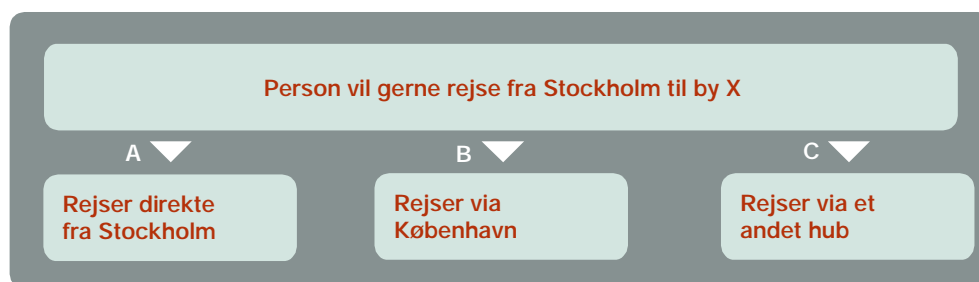 Person vil gerne rejse fra Stockholm til by X
A
B
C
Rejser direkte
fra Stockholm
Rejser via
København
Rejser via et
andet hub